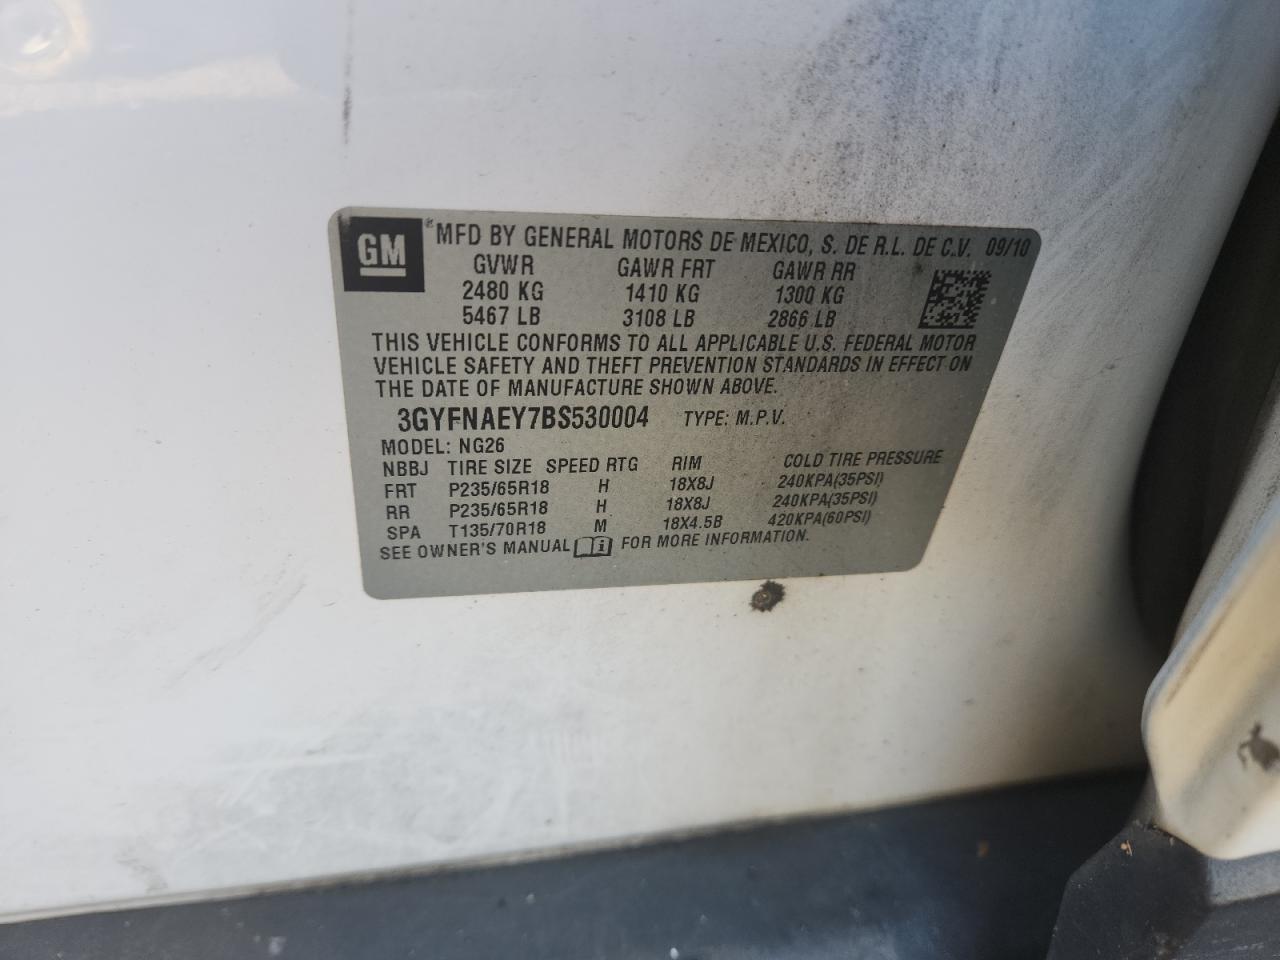 GM
*MFD BY GENERAL MOTORS DE MEXICO, S. DE R.L. DE C.V. 09/10
GVWR GAWR FRT GAWR RR
2480 KG 1410 KG 1300 KG
5467 LB 3108 LB 2866 LB
THIS VEHICLE CONFORMS TO ALL APPLICABLE U.S. FEDERAL MOTOR
VEHICLE SAFETY AND THEFT PREVENTION STANDARDS IN EFFECT ON
THE DATE OF MANUFACTURE SHOWN ABOVE.
3GYFNAEY7BS530004 TYPE: M.P.V.
MODEL: NG26
NBBJ TIRE SIZE SPEED RTG RIM COLD TIRE PRESSURE
FRT P235/65R18 H 18X8J 240KPA(35PSI)
RR P235/65R18 H 18X8J 240KPA(35PSI)
SPA T135/70R18 M 18X4.5B 420KPA(60PSI)
SEE OWNER'S MANUAL i FOR MORE INFORMATION.